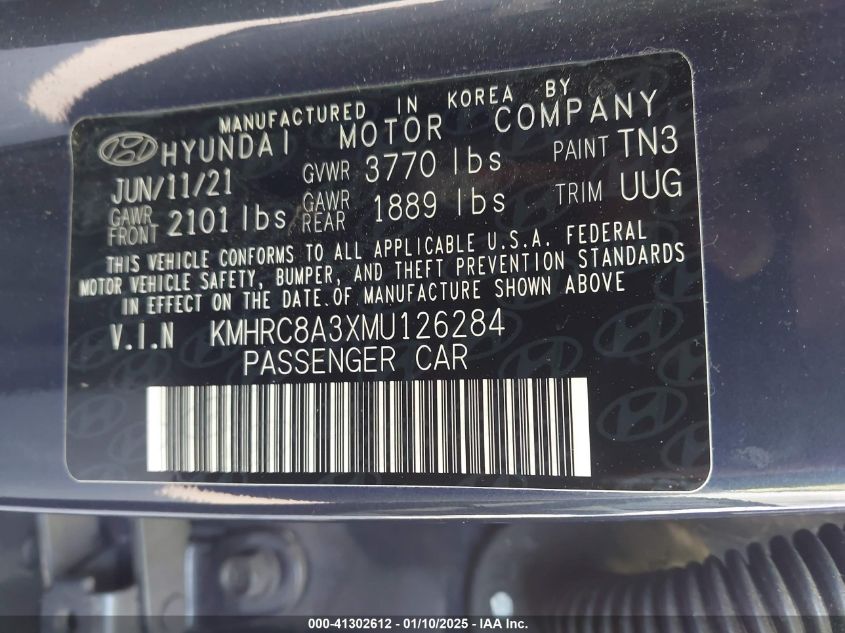 MANUFACTURED IN KOREA BY
HYUNDAI MOTOR COMPANY
JUN/11/21 GVWR 3770 lbs PAINT TN3
GAWR FRONT 2101 lbs GAWR REAR 1889 lbs TRIM UUG
THIS VEHICLE CONFORMS TO ALL APPLICABLE U.S.A. FEDERAL
MOTOR VEHICLE SAFETY, BUMPER, AND THEFT PREVENTION STANDARDS
IN EFFECT ON THE DATE.OF MANUFACTURE SHOWN ABOVE
V.I.N KMHRC8A3XMU126284
PASSENGER CAR
000-41302612 - 01/10/2025 - © IAA Inc.